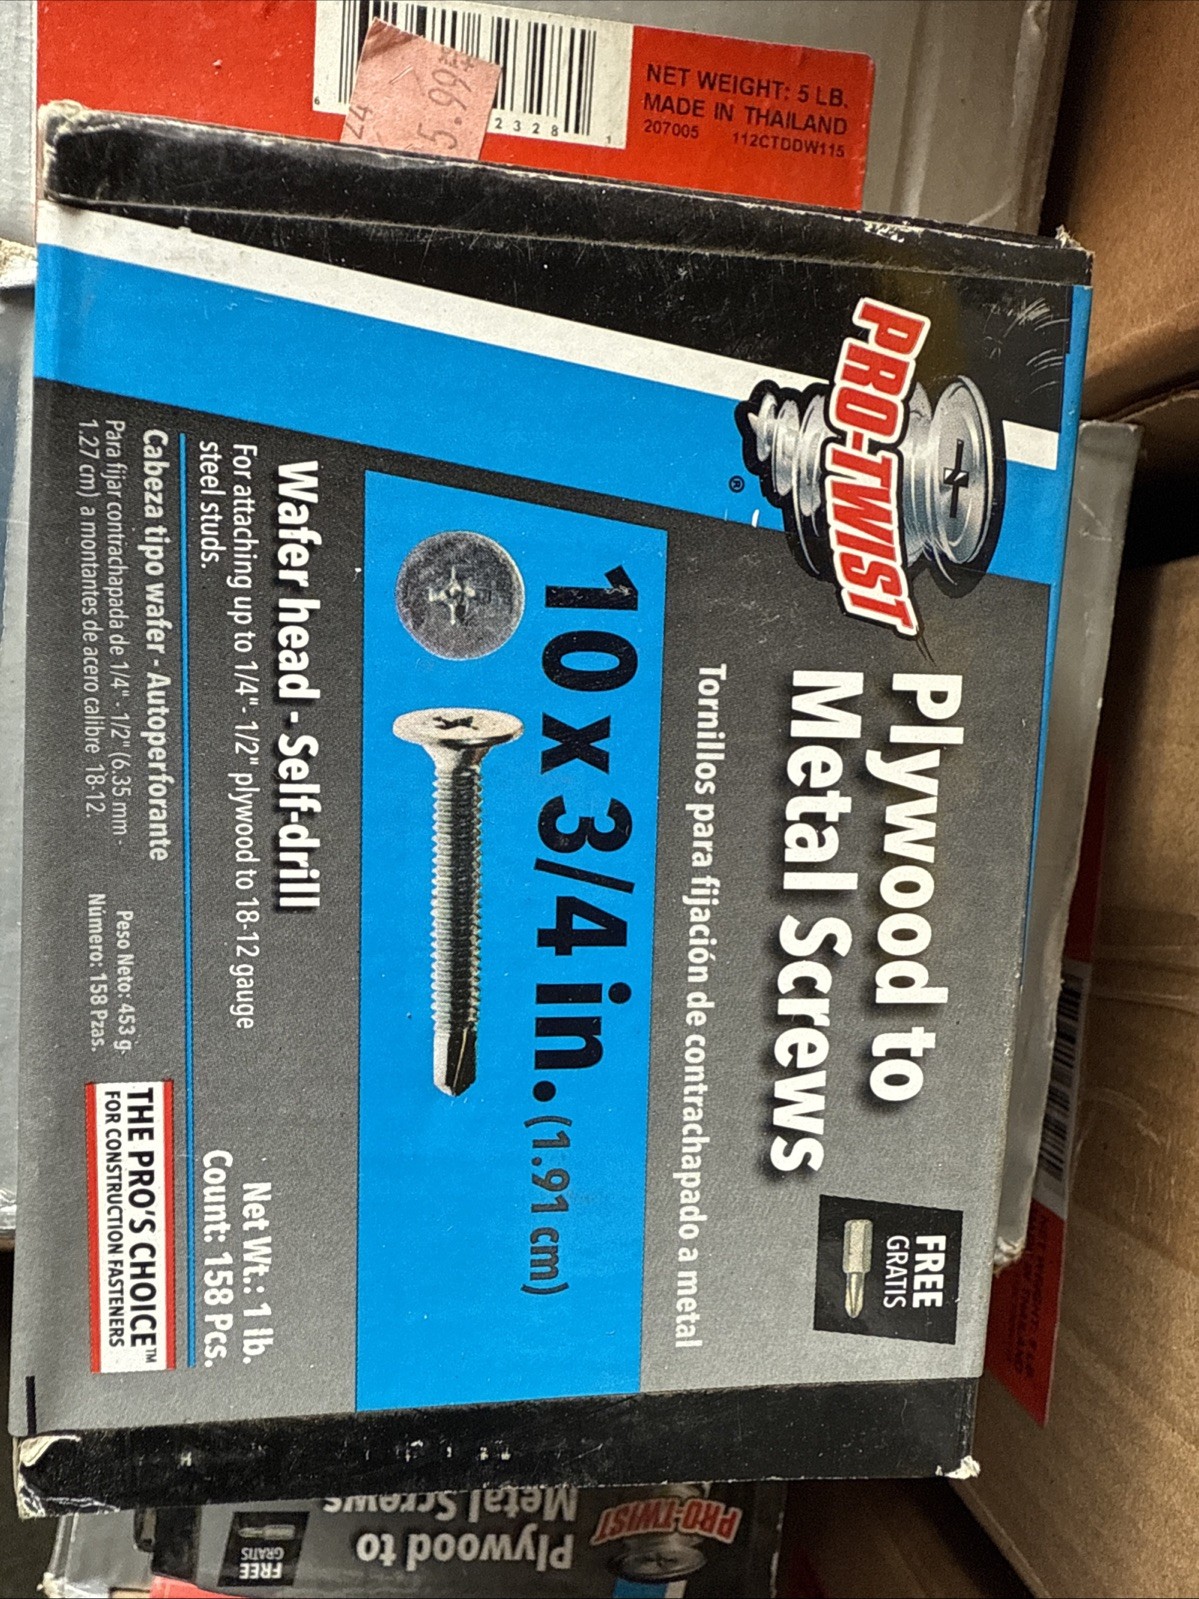 NET WEIGHT: 5 LB.
MADE IN THAILAND
207005 112CTDDW115
6
2328
1
24
5.99
PRO-TWIST
®
Plywood to
Metal Screws
FREE
GRATIS
Tornillos para fijación de contrachapado a metal
10 x 3/4 in. (1.91 cm)
Wafer head - Self-drill
For attaching up to 1/4" - 1/2" plywood to 18-12 gauge
steel studs.
Net Wt.: 1 lb.
Count: 158 Pcs.
Cabeza tipo wafer - Autoperforante
Para fijar contrachapada de 1/4" - 1/2" (6.35 mm -
1.27 cm) a montantes de acero calibre 18-12.
Peso Neto: 453 g.
Número: 158 Pzas.
THE PRO'S CHOICE™
FOR CONSTRUCTION FASTENERS
PRO-TWIST
Plywood to
Metal Screws
FREE
GRATIS